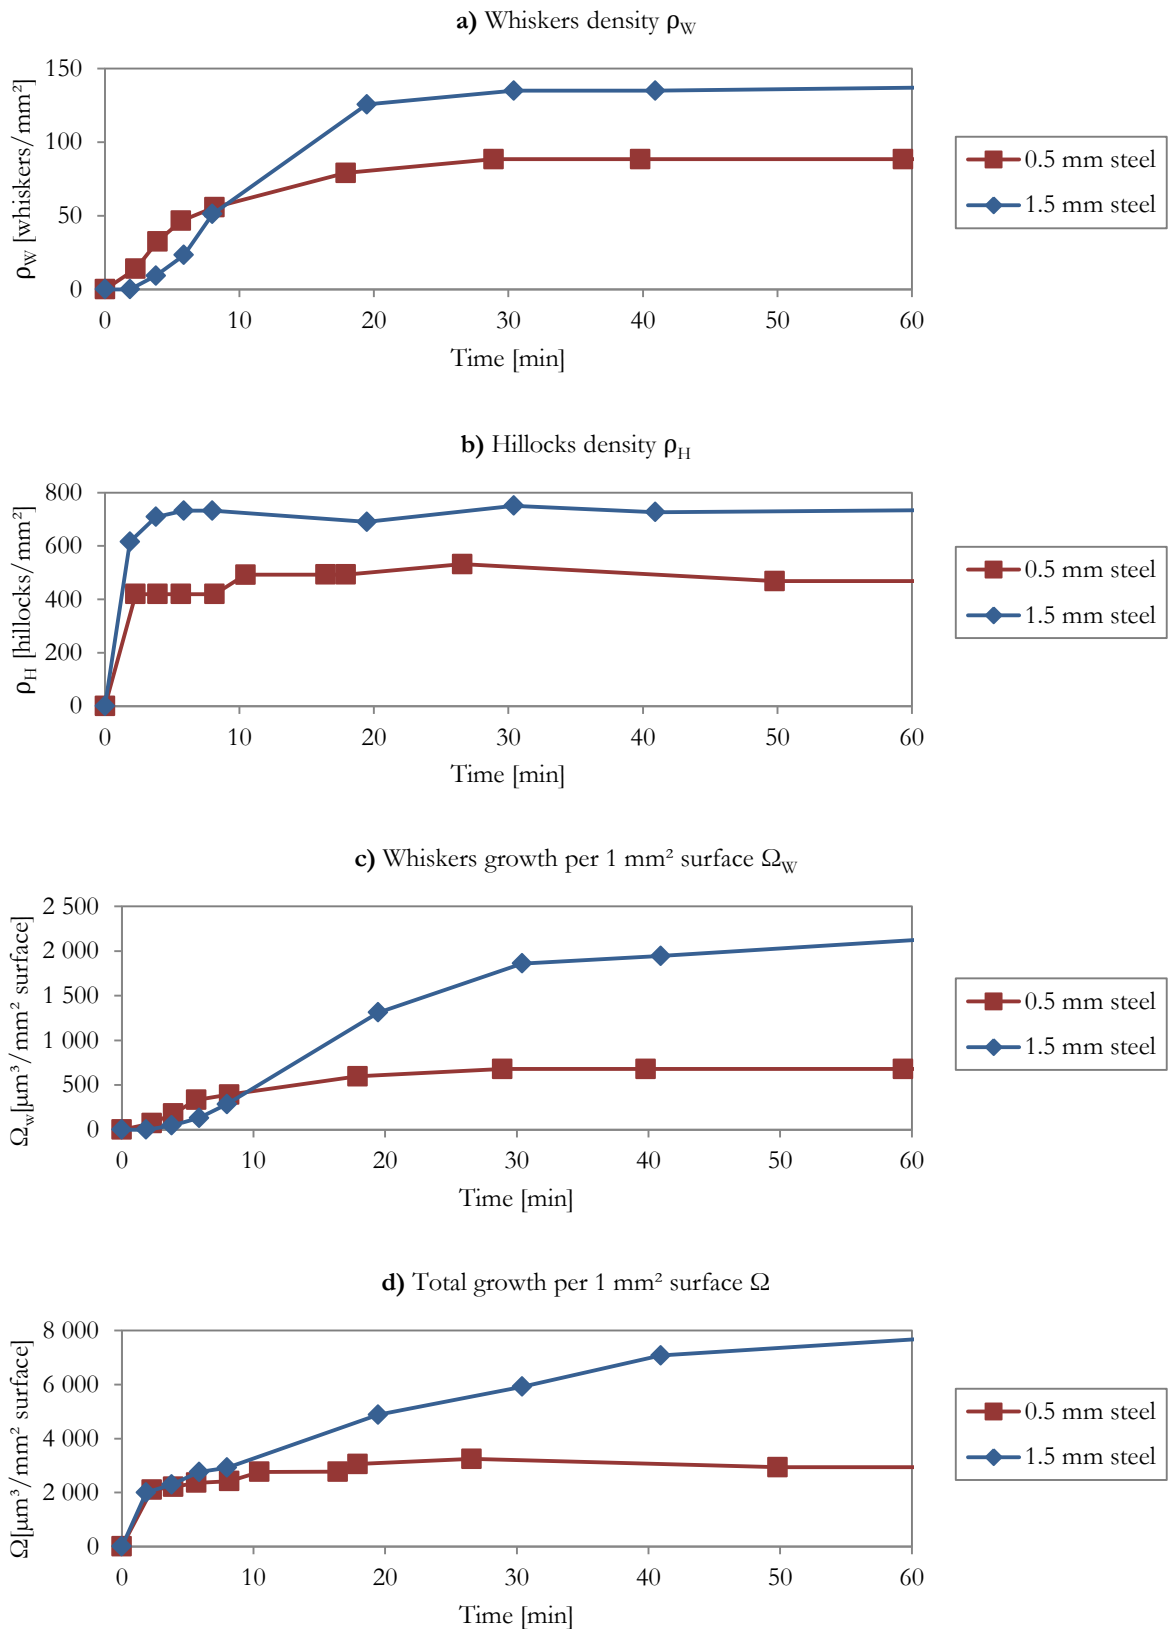 a) Whiskers density ρW
ρW [whiskers/mm²]
150
100
50
0
0 10 20 30 40 50 60
Time [min]
0.5 mm steel
1.5 mm steel
b) Hillocks density ρH
ρH [hillocks/mm²]
800
600
400
200
0
0 10 20 30 40 50 60
Time [min]
0.5 mm steel
1.5 mm steel
c) Whiskers growth per 1 mm² surface ΩW
Ωw[μm³/mm² surface]
2 500
2 000
1 500
1 000
500
0
0 10 20 30 40 50 60
Time [min]
0.5 mm steel
1.5 mm steel
d) Total growth per 1 mm² surface Ω
Ω[μm³/mm² surface]
8 000
6 000
4 000
2 000
0
0 10 20 30 40 50 60
Time [min]
0.5 mm steel
1.5 mm steel